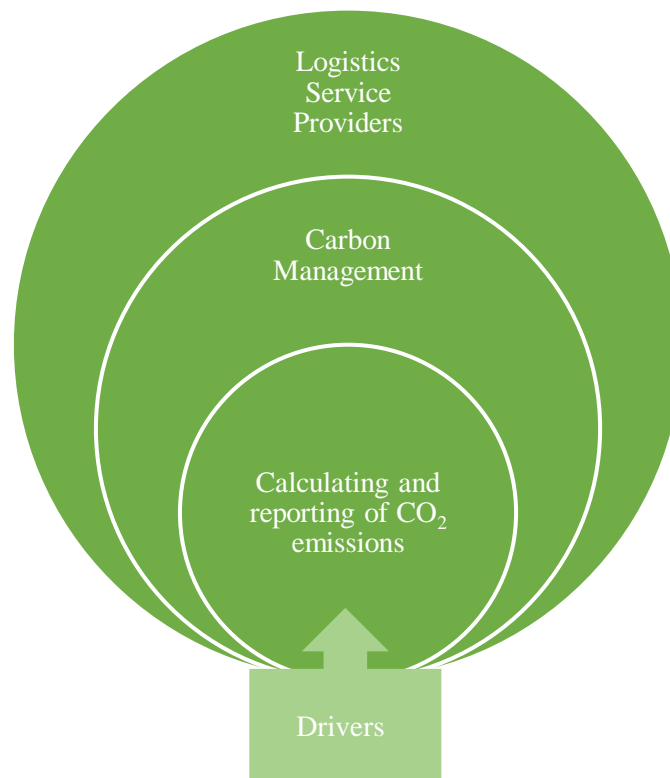 Logistics
Service
Providers
Carbon
Management
Calculating and
reporting of CO₂
emissions
Drivers